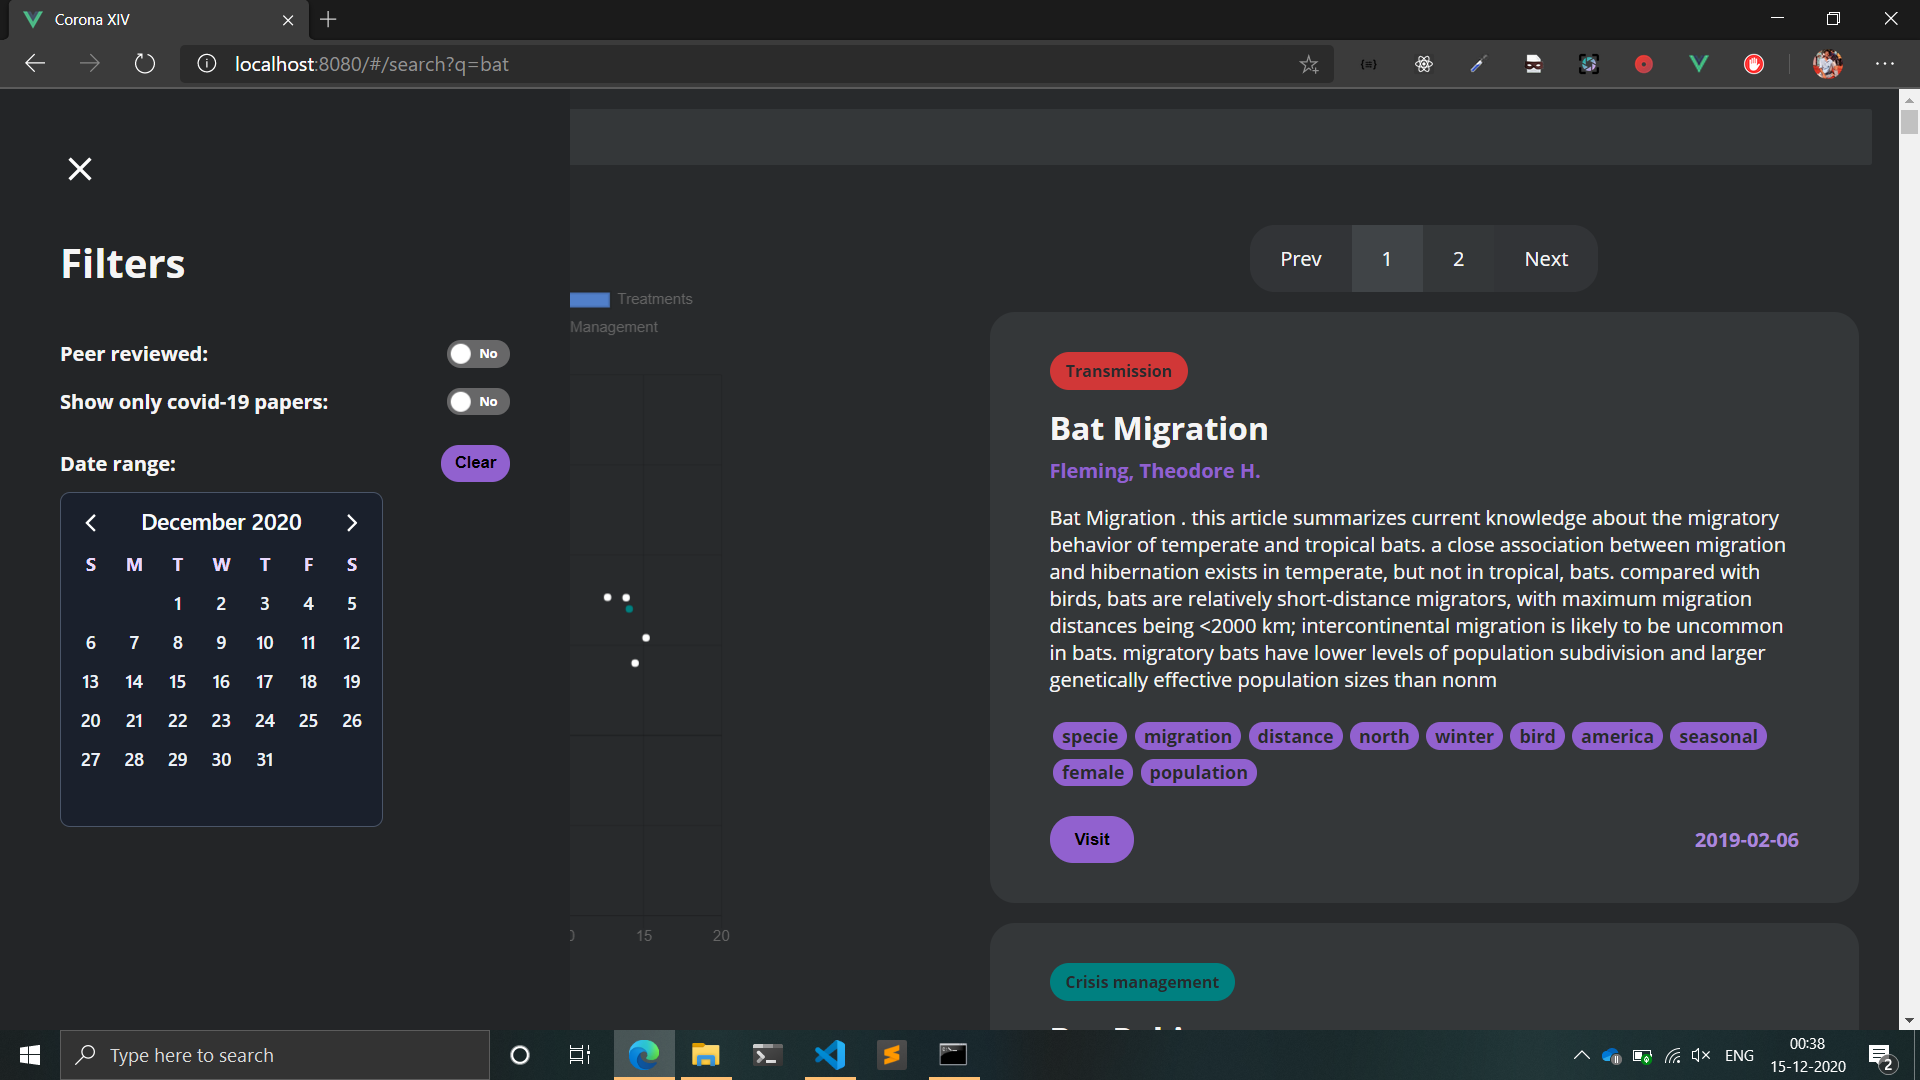 Corona XIV
localhost:8080/#/search?q=bat
Filters
Peer reviewed:
No
Show only covid-19 papers:
No
Date range:
Clear
December 2020
S M T W T F S
1 2 3 4 5
6 7 8 9 10 11 12
13 14 15 16 17 18 19
20 21 22 23 24 25 26
27 28 29 30 31
Treatments
Management
15 20
Prev 1 2 Next
Transmission
Bat Migration
Fleming, Theodore H.
Bat Migration . this article summarizes current knowledge about the migratory
behavior of temperate and tropical bats. a close association between migration
and hibernation exists in temperate, but not in tropical, bats. compared with
birds, bats are relatively short-distance migrators, with maximum migration
distances being <2000 km; intercontinental migration is likely to be uncommon
in bats. migratory bats have lower levels of population subdivision and larger
genetically effective population sizes than nonm
specie migration distance north winter bird america seasonal
female population
Visit
2019-02-06
Crisis management
Type here to search
ENG
00:38
15-12-2020
2